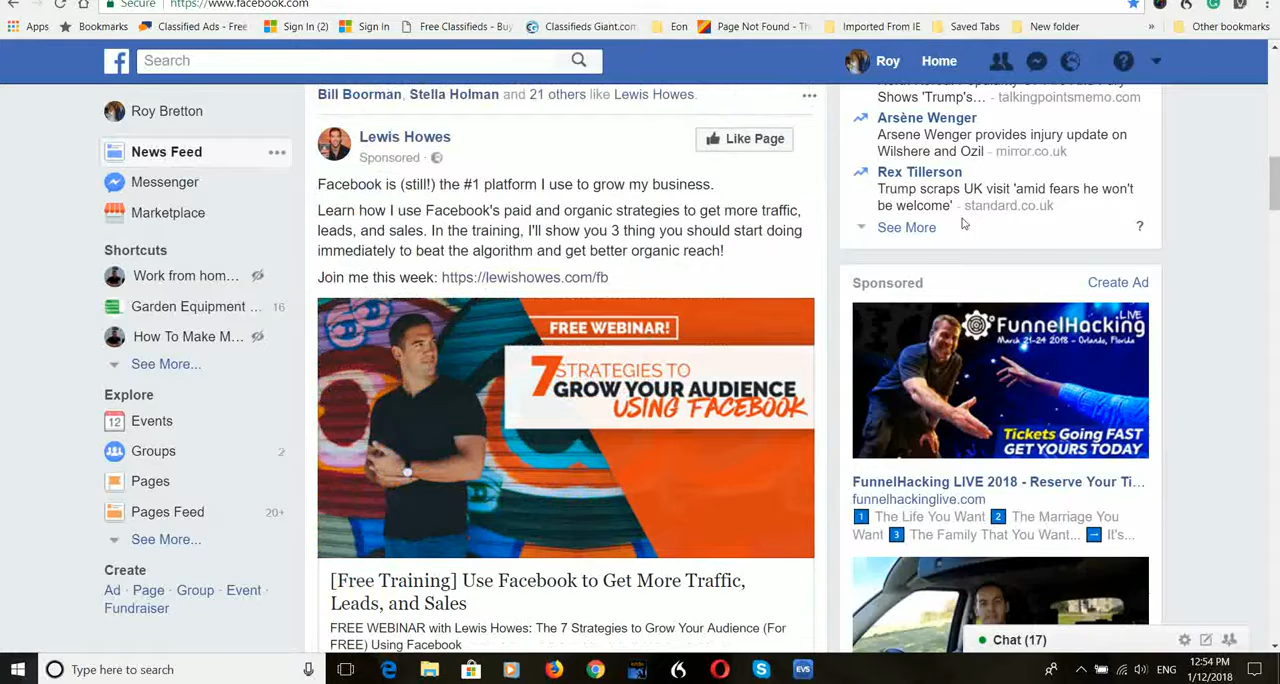 Secure
https://www.facebook.com
Apps
Bookmarks
Classified Ads - Free
Sign In (2)
Sign In
Free Classifieds - Buy
Classifieds Giant.com
Eon
Page Not Found - Th
Imported From IE
Saved Tabs
New folder
»
Other bookmarks
Search
Roy
Home
Roy Bretton
News Feed
Messenger
Marketplace
Shortcuts
Work from hom...
Garden Equipment ... 16
How To Make M...
See More...
Explore
12 Events
Groups 2
Pages
Pages Feed 20+
See More...
Create
Ad · Page · Group · Event ·
Fundraiser
Bill Boorman, Stella Holman and 21 others like Lewis Howes.
Lewis Howes
Sponsored ·
Like Page
Facebook is (still!) the #1 platform I use to grow my business.
Learn how I use Facebook's paid and organic strategies to get more traffic,
leads, and sales. In the training, I'll show you 3 thing you should start doing
immediately to beat the algorithm and get better organic reach!
Join me this week: https://lewishowes.com/fb
FREE WEBINAR!
7 STRATEGIES TO
GROW YOUR AUDIENCE
USING FACEBOOK
[Free Training] Use Facebook to Get More Traffic,
Leads, and Sales
FREE WEBINAR with Lewis Howes: The 7 Strategies to Grow Your Audience (For
FREE) Using Facebook
Shows 'Trump's... - talkingpointsmemo.com
Arsène Wenger
Arsene Wenger provides injury update on
Wilshere and Ozil - mirror.co.uk
Rex Tillerson
Trump scraps UK visit 'amid fears he won't
be welcome' - standard.co.uk
See More
?
Sponsored
Create Ad
FunnelHacking LIVE
March 21-24 2018 - Orlando, Florida
Tickets Going FAST
GET YOURS TODAY
FunnelHacking LIVE 2018 - Reserve Your Ti...
funnelhackinglive.com
1 The Life You Want 2 The Marriage You
Want 3 The Family That You Want... → It's...
Chat (17)
Type here to search
EVS
ENG
12:54 PM
1/12/2018